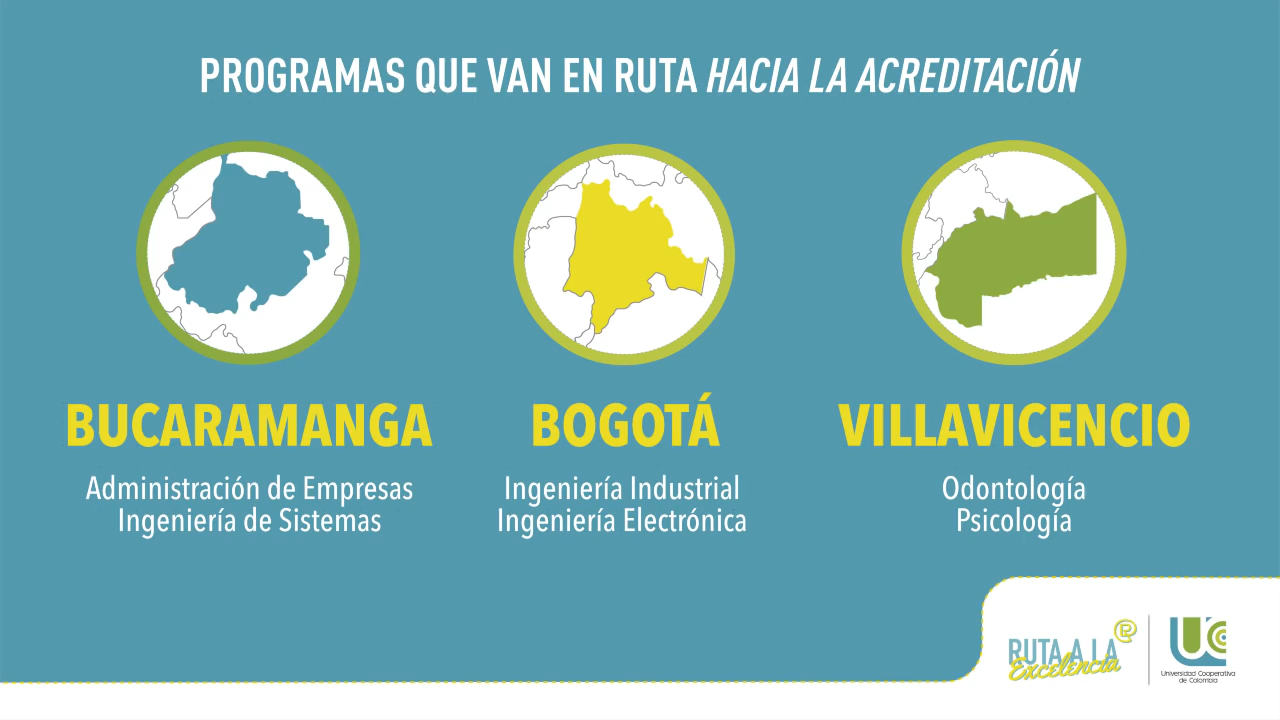 PROGRAMAS QUE VAN EN RUTA HACIA LA ACREDITACIÓN
BUCARAMANGA
Administración de Empresas
Ingeniería de Sistemas
BOGOTÁ
Ingeniería Industrial
Ingeniería Electrónica
VILLAVICENCIO
Odontología
Psicología
RUTA A LA
Excelencia
Universidad Cooperativa
de Colombia